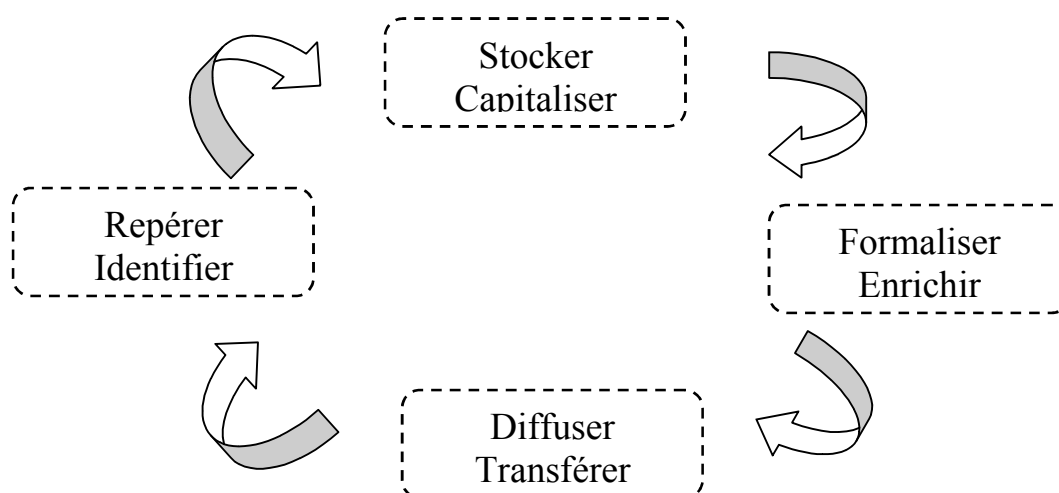 Stocker
Capitaliser
Repérer
Identifier
Formaliser
Enrichir
Diffuser
Transférer